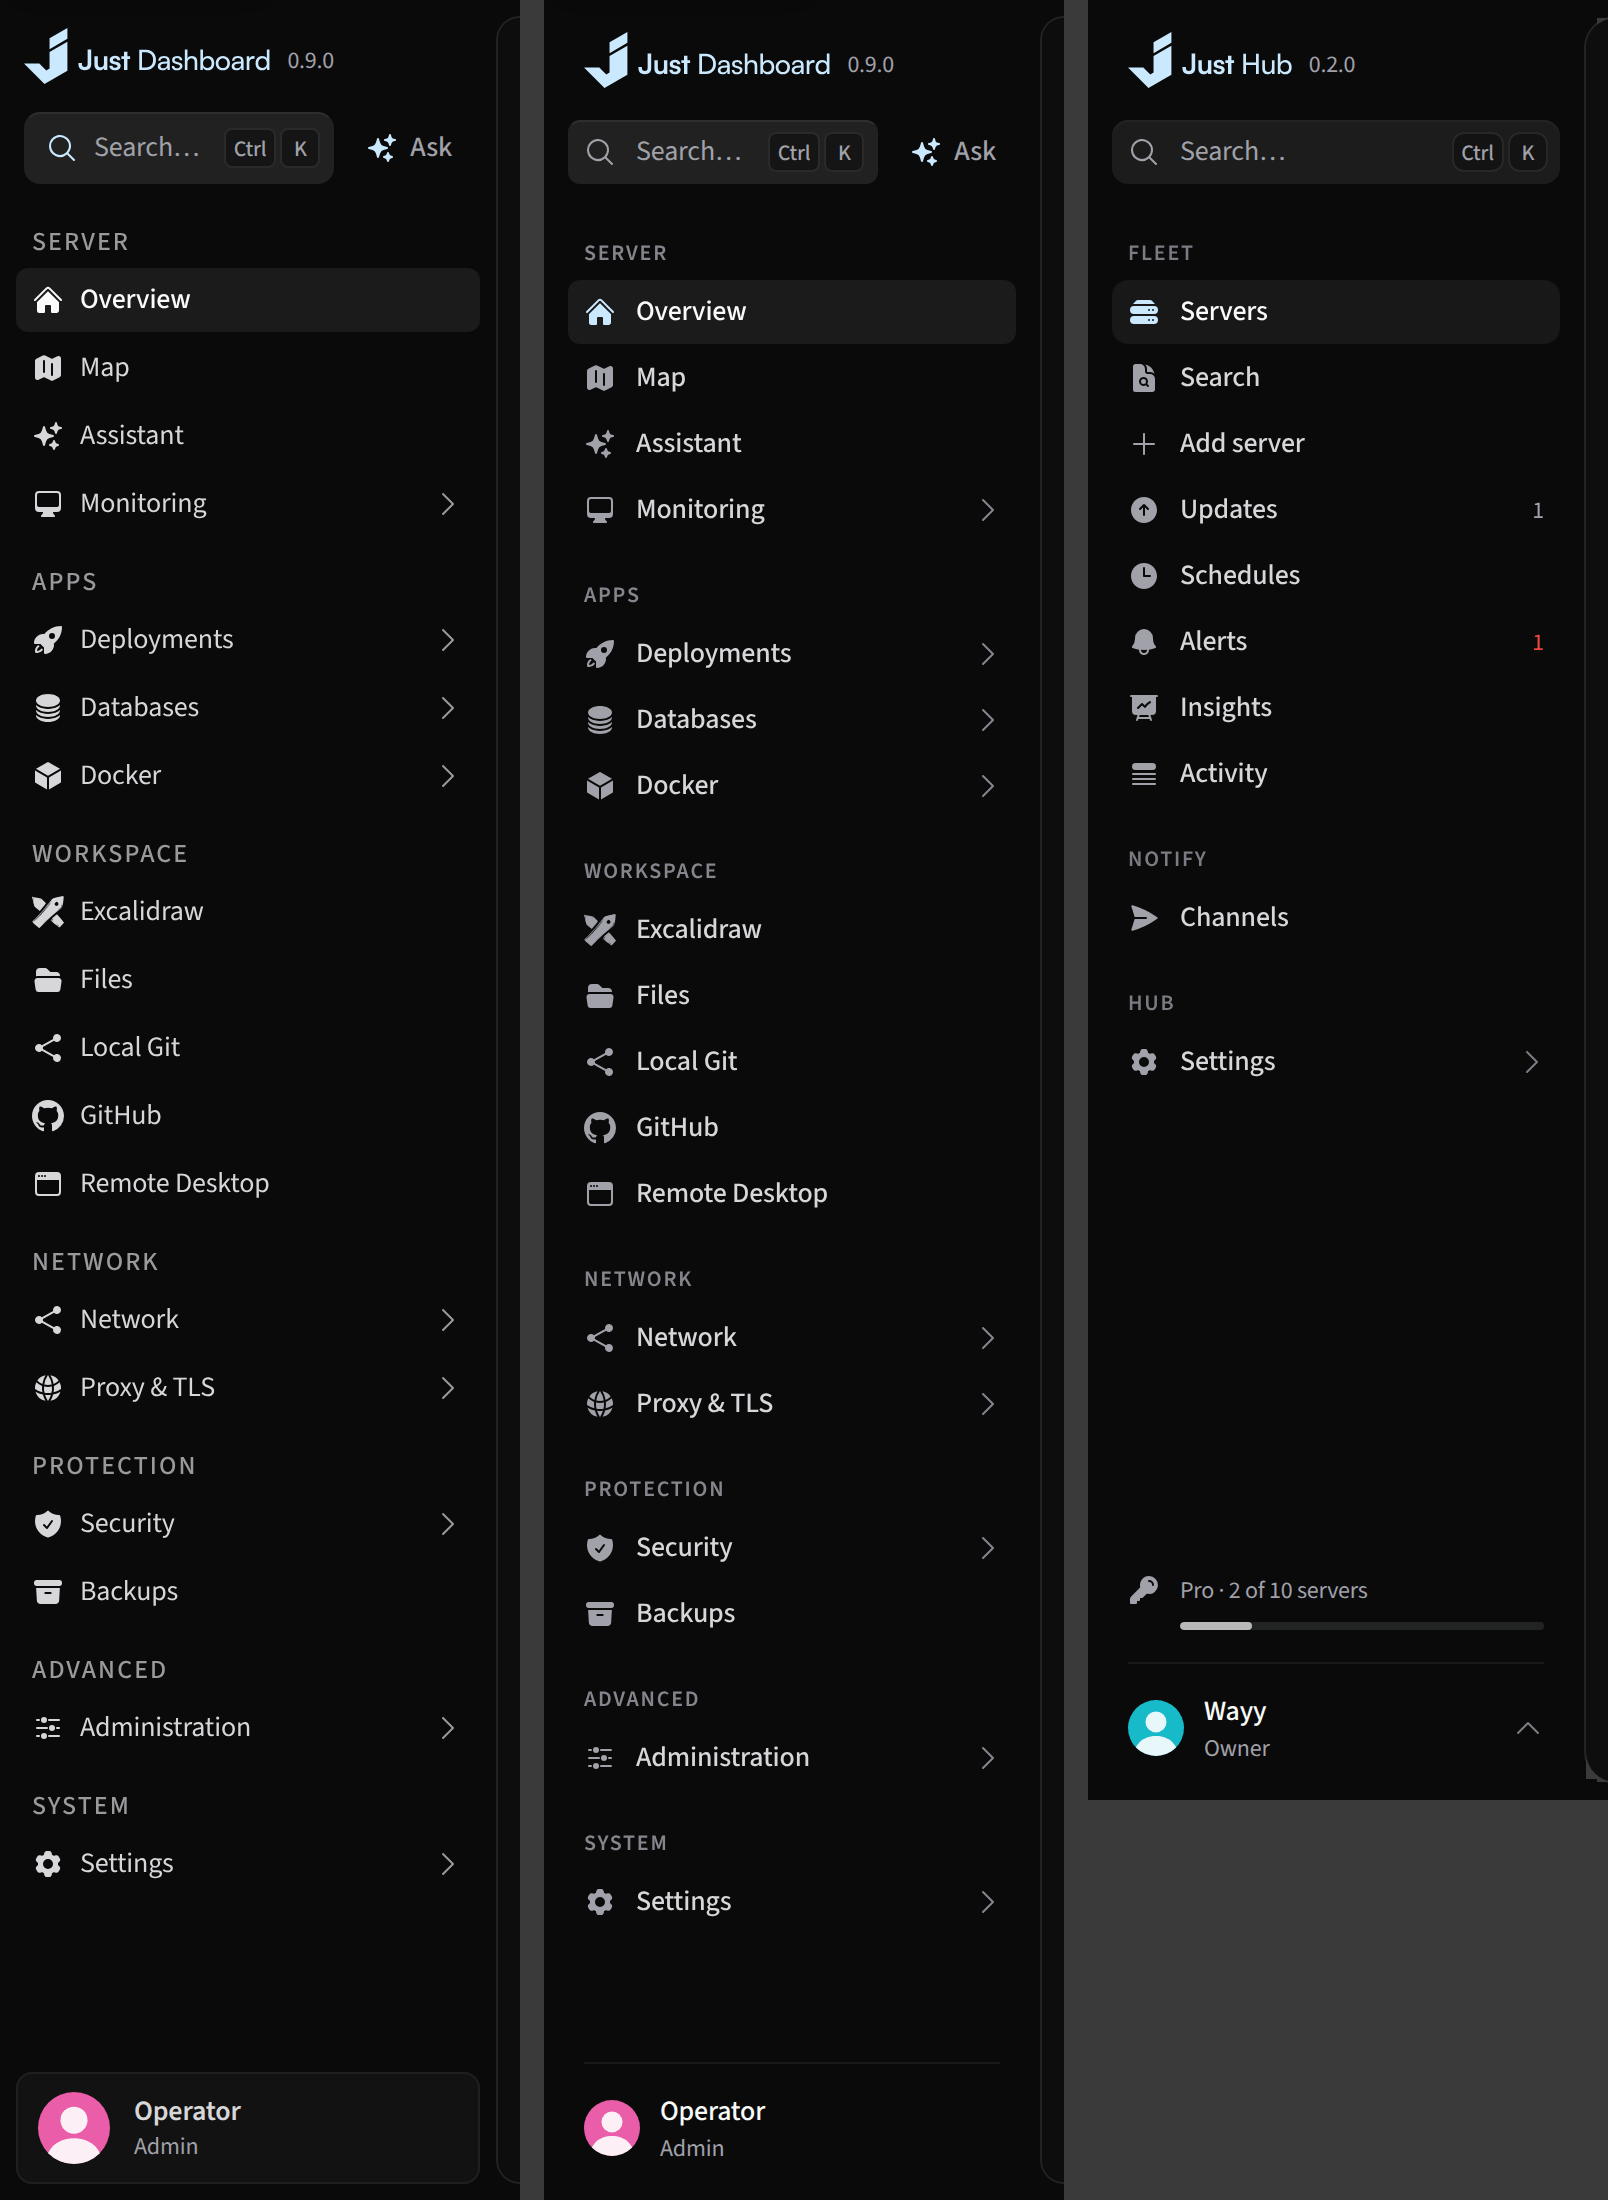 Just Dashboard 0.9.0
Search… Ctrl K Ask
SERVER
Overview
Map
Assistant
Monitoring
APPS
Deployments
Databases
Docker
WORKSPACE
Excalidraw
Files
Local Git
GitHub
Remote Desktop
NETWORK
Network
Proxy & TLS
PROTECTION
Security
Backups
ADVANCED
Administration
SYSTEM
Settings
Operator
Admin
Just Dashboard 0.9.0
Search… Ctrl K Ask
SERVER
Overview
Map
Assistant
Monitoring
APPS
Deployments
Databases
Docker
WORKSPACE
Excalidraw
Files
Local Git
GitHub
Remote Desktop
NETWORK
Network
Proxy & TLS
PROTECTION
Security
Backups
ADVANCED
Administration
SYSTEM
Settings
Operator
Admin
Just Hub 0.2.0
Search… Ctrl K
FLEET
Servers
Search
Add server
Updates 1
Schedules
Alerts 1
Insights
Activity
NOTIFY
Channels
HUB
Settings
Pro · 2 of 10 servers
Wayy
Owner